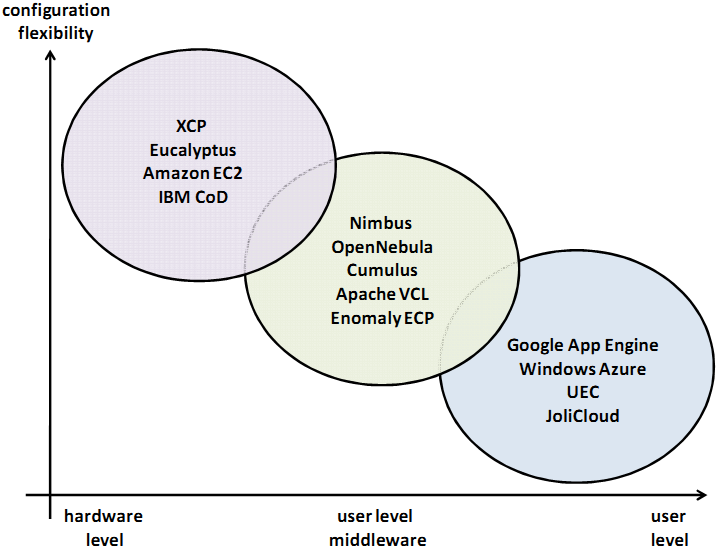 configuration
flexibility
XCP
Eucalyptus
Amazon EC2
IBM CoD
Nimbus
OpenNebula
Cumulus
Apache VCL
Enomaly ECP
Google App Engine
Windows Azure
UEC
JoliCloud
hardware
level
user level
middleware
user
level